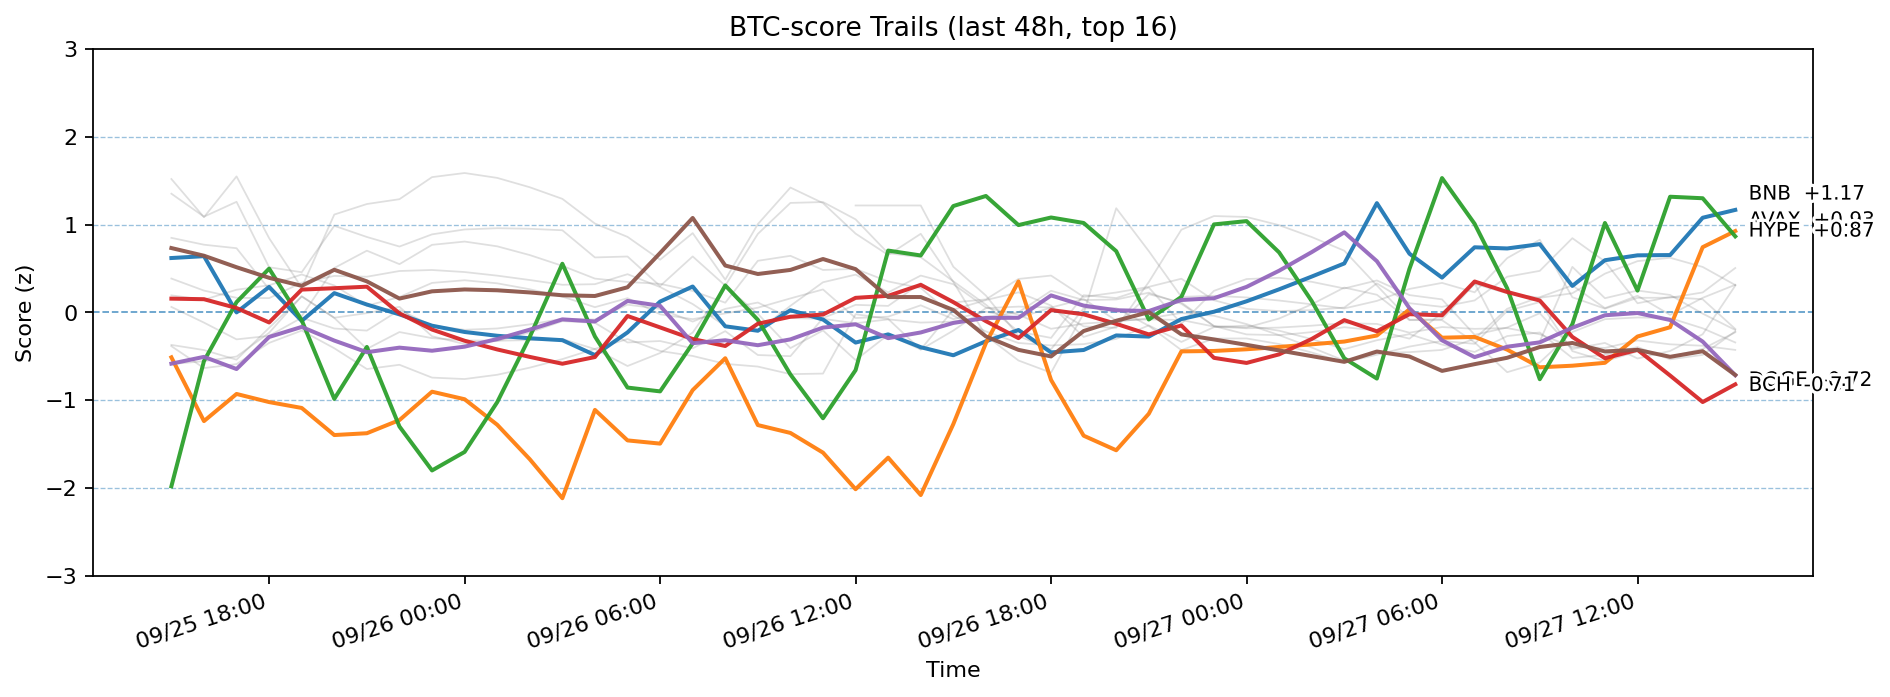 BTC-score Trails (last 48h, top 16)
Score (z)
3
2
1
0
−1
−2
−3
BNB +1.17
AVAX +0.93
HYPE +0.87
BCH -0.71
09/25 18:00
09/26 00:00
09/26 06:00
09/26 12:00
09/26 18:00
09/27 00:00
09/27 06:00
09/27 12:00
Time